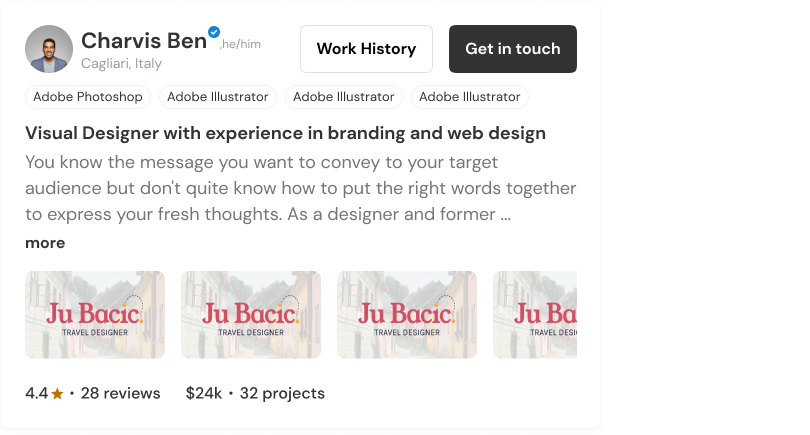 Charvis Ben ,he/him
Cagliari, Italy
Work History
Get in touch
Adobe Photoshop
Adobe Illustrator
Adobe Illustrator
Adobe Illustrator
Visual Designer with experience in branding and web design
You know the message you want to convey to your target
audience but don't quite know how to put the right words together
to express your fresh thoughts. As a designer and former ...
more
Ju Bacic.
TRAVEL DESIGNER
Ju Bacic.
TRAVEL DESIGNER
Ju Bacic.
TRAVEL DESIGNER
Ju Ba
TRAVEL DES
4.4★ • 28 reviews
$24k • 32 projects